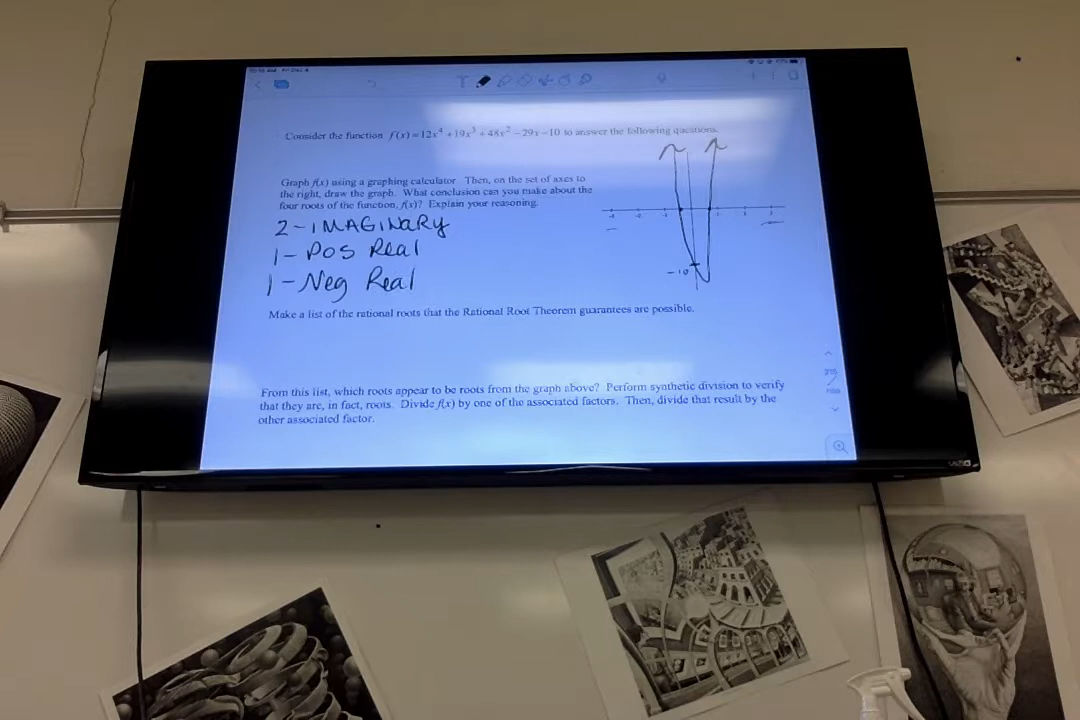 Consider the function f(x) = 12x⁴ + 19x³ + 48x² − 29x − 10 to answer the following questions.
Graph f(x) using a graphing calculator. Then, on the set of axes to
the right, draw the graph. What conclusion can you make about the
four roots of the function, f(x)? Explain your reasoning.
2-IMAGINARY
1- Pos Real
1-Neg Real
-10
Make a list of the rational roots that the Rational Root Theorem guarantees are possible.
From this list, which roots appear to be roots from the graph above? Perform synthetic division to verify
that they are, in fact, roots. Divide f(x) by one of the associated factors. Then, divide that result by the
other associated factor.
VIZIO